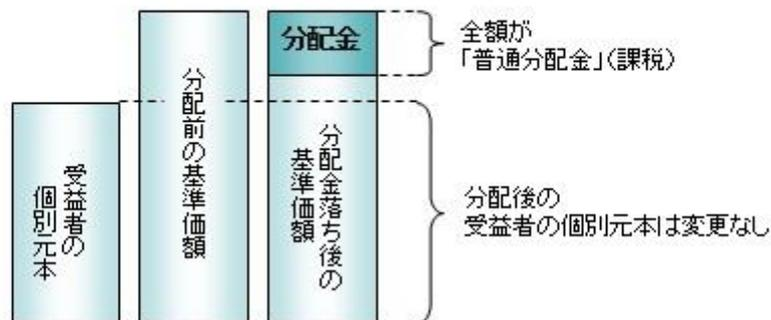 受益者の
個別元本
分配前の基準価額
分配金
分配金落ち後の
基準価額
全額が
「普通分配金」(課税)
分配後の
受益者の個別元本は変更なし